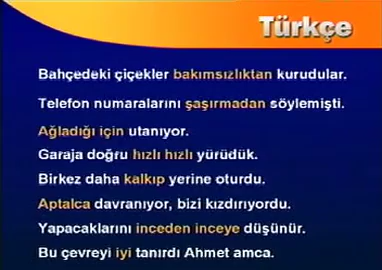 Türkçe
Bahçedeki çiçekler bakımsızlıktan kurudular.
Telefon numaralarını şaşırmadan söylemişti.
Ağladığı için utanıyor.
Garaja doğru hızlı hızlı yürüdük.
Birkez daha kalkıp yerine oturdu.
Aptalca davranıyor, bizi kızdırıyordu.
Yapacaklarını inceden inceye düşünür.
Bu çevreyi iyi tanırdı Ahmet amca.